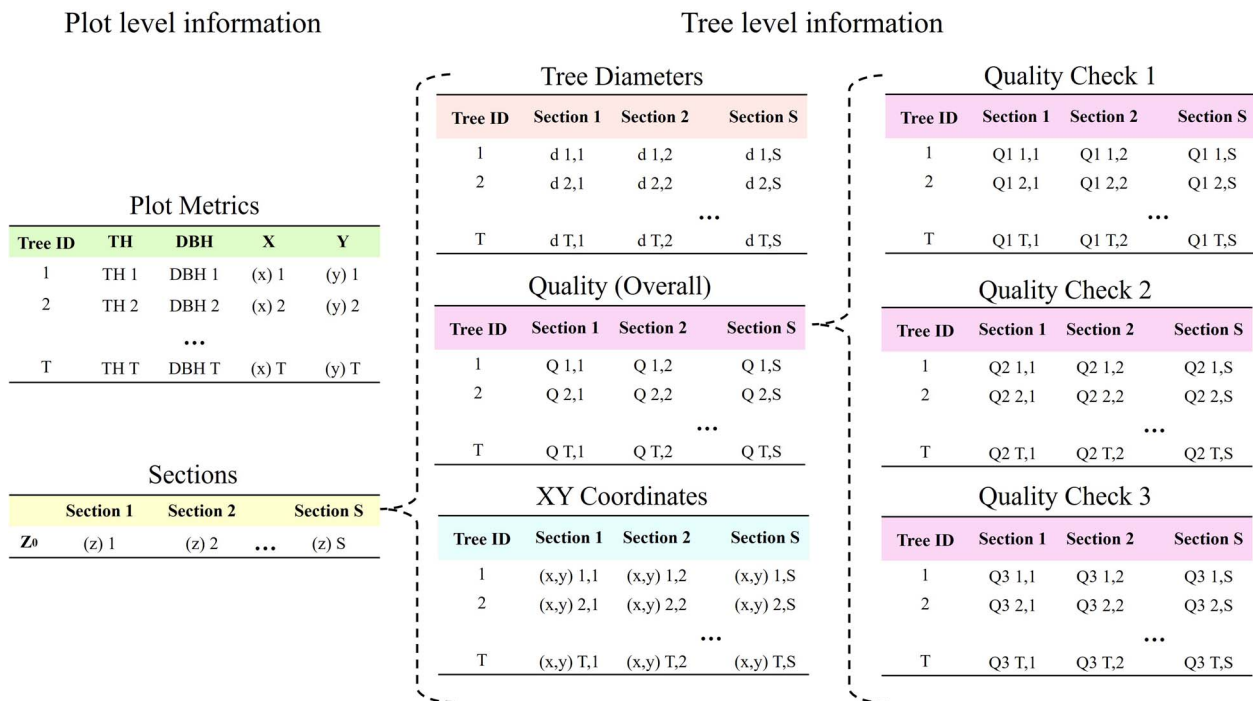 Plot level information
Tree level information
Plot Metrics
Tree ID TH DBH X Y
1 TH 1 DBH 1 (x) 1 (y) 1
2 TH 2 DBH 2 (x) 2 (y) 2
...
T TH T DBH T (x) T (y) T
Sections
Section 1 Section 2 Section S
Z0 (z) 1 (z) 2 ... (z) S
Tree Diameters
Tree ID Section 1 Section 2 Section S
1 d 1,1 d 1,2 d 1,S
2 d 2,1 d 2,2 d 2,S
...
T d T,1 d T,2 d T,S
Quality (Overall)
Tree ID Section 1 Section 2 Section S
1 Q 1,1 Q 1,2 Q 1,S
2 Q 2,1 Q 2,2 Q 2,S
...
T Q T,1 Q T,2 Q T,S
XY Coordinates
Tree ID Section 1 Section 2 Section S
1 (x,y) 1,1 (x,y) 1,2 (x,y) 1,S
2 (x,y) 2,1 (x,y) 2,2 (x,y) 2,S
...
T (x,y) T,1 (x,y) T,2 (x,y) T,S
Quality Check 1
Tree ID Section 1 Section 2 Section S
1 Q1 1,1 Q1 1,2 Q1 1,S
2 Q1 2,1 Q1 2,2 Q1 2,S
...
T Q1 T,1 Q1 T,2 Q1 T,S
Quality Check 2
Tree ID Section 1 Section 2 Section S
1 Q2 1,1 Q2 1,2 Q2 1,S
2 Q2 2,1 Q2 2,2 Q2 2,S
...
T Q2 T,1 Q2 T,2 Q2 T,S
Quality Check 3
Tree ID Section 1 Section 2 Section S
1 Q3 1,1 Q3 1,2 Q3 1,S
2 Q3 2,1 Q3 2,2 Q3 2,S
...
T Q3 T,1 Q3 T,2 Q3 T,S